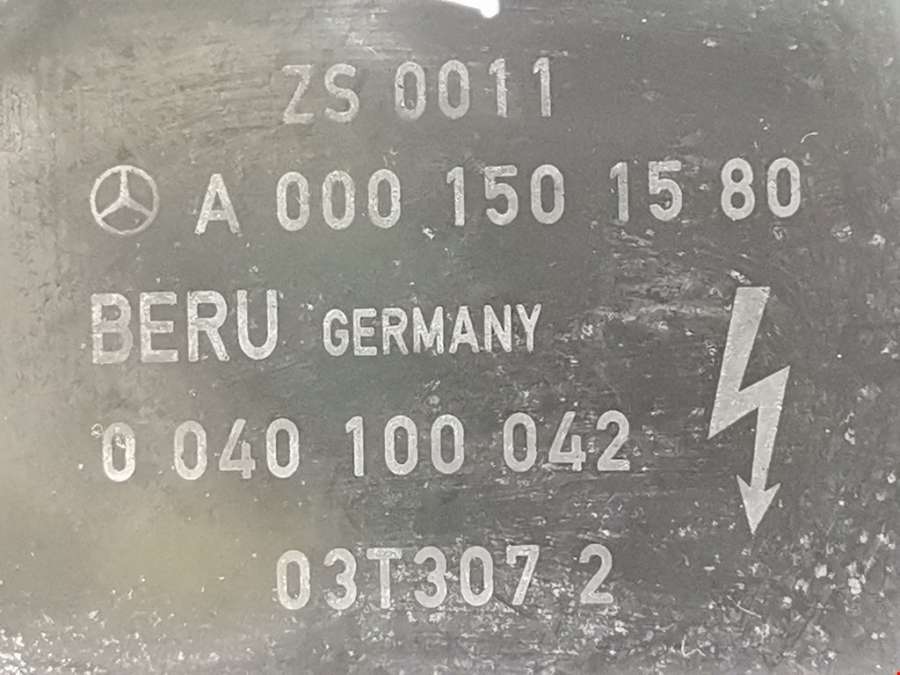 ZS 0011
A 000 150 15 80
BERU GERMANY
0 040 100 042
03T307 2